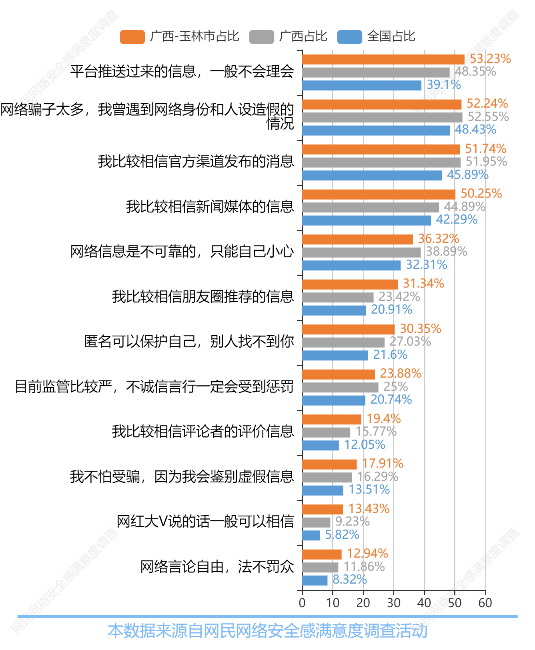 广西-玉林市占比 广西占比 全国占比
平台推送过来的信息，一般不会理会
53.23%
48.35%
39.1%
网络骗子太多，我曾遇到网络身份和人设造假的
情况
52.24%
52.55%
48.43%
我比较相信官方渠道发布的消息
51.74%
51.95%
45.89%
我比较相信新闻媒体的信息
50.25%
44.89%
42.29%
网络信息是不可靠的，只能自己小心
36.32%
38.89%
32.31%
我比较相信朋友圈推荐的信息
31.34%
23.42%
20.91%
匿名可以保护自己，别人找不到你
30.35%
27.03%
21.6%
目前监管比较严，不诚信言行一定会受到惩罚
23.88%
25%
20.74%
我比较相信评论者的评价信息
19.4%
15.77%
12.05%
我不怕受骗，因为我会鉴别虚假信息
17.91%
16.29%
13.51%
网红大V说的话一般可以相信
13.43%
9.23%
5.82%
网络言论自由，法不罚众
12.94%
11.86%
8.32%
0 10 20 30 40 50 60
本数据来源自网民网络安全感满意度调查活动